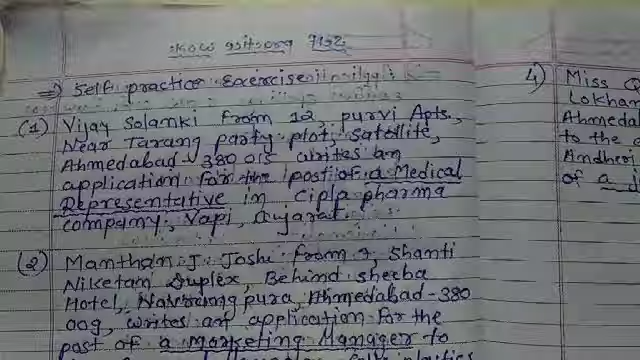 ⇒ Self practice Exercise:
(1) Vijay Solanki from 12, purvi Apts.,
Near Tarang party plot, Satellite,
Ahmedabad - 380 015 writes an
application for the post of a Medical
Representative in Cipla pharma
company, Vapi, Gujarat.
(2) Manthan J. Joshi from 7, Shanti
Niketan Duplex, Behind Sheeba
Hotel, Navrangpura, Ahmedabad - 380
009, writes an application for the
post of a marketing Manager to
4) Miss
Lokhan
Ahmedab
to the
Andheri
of a